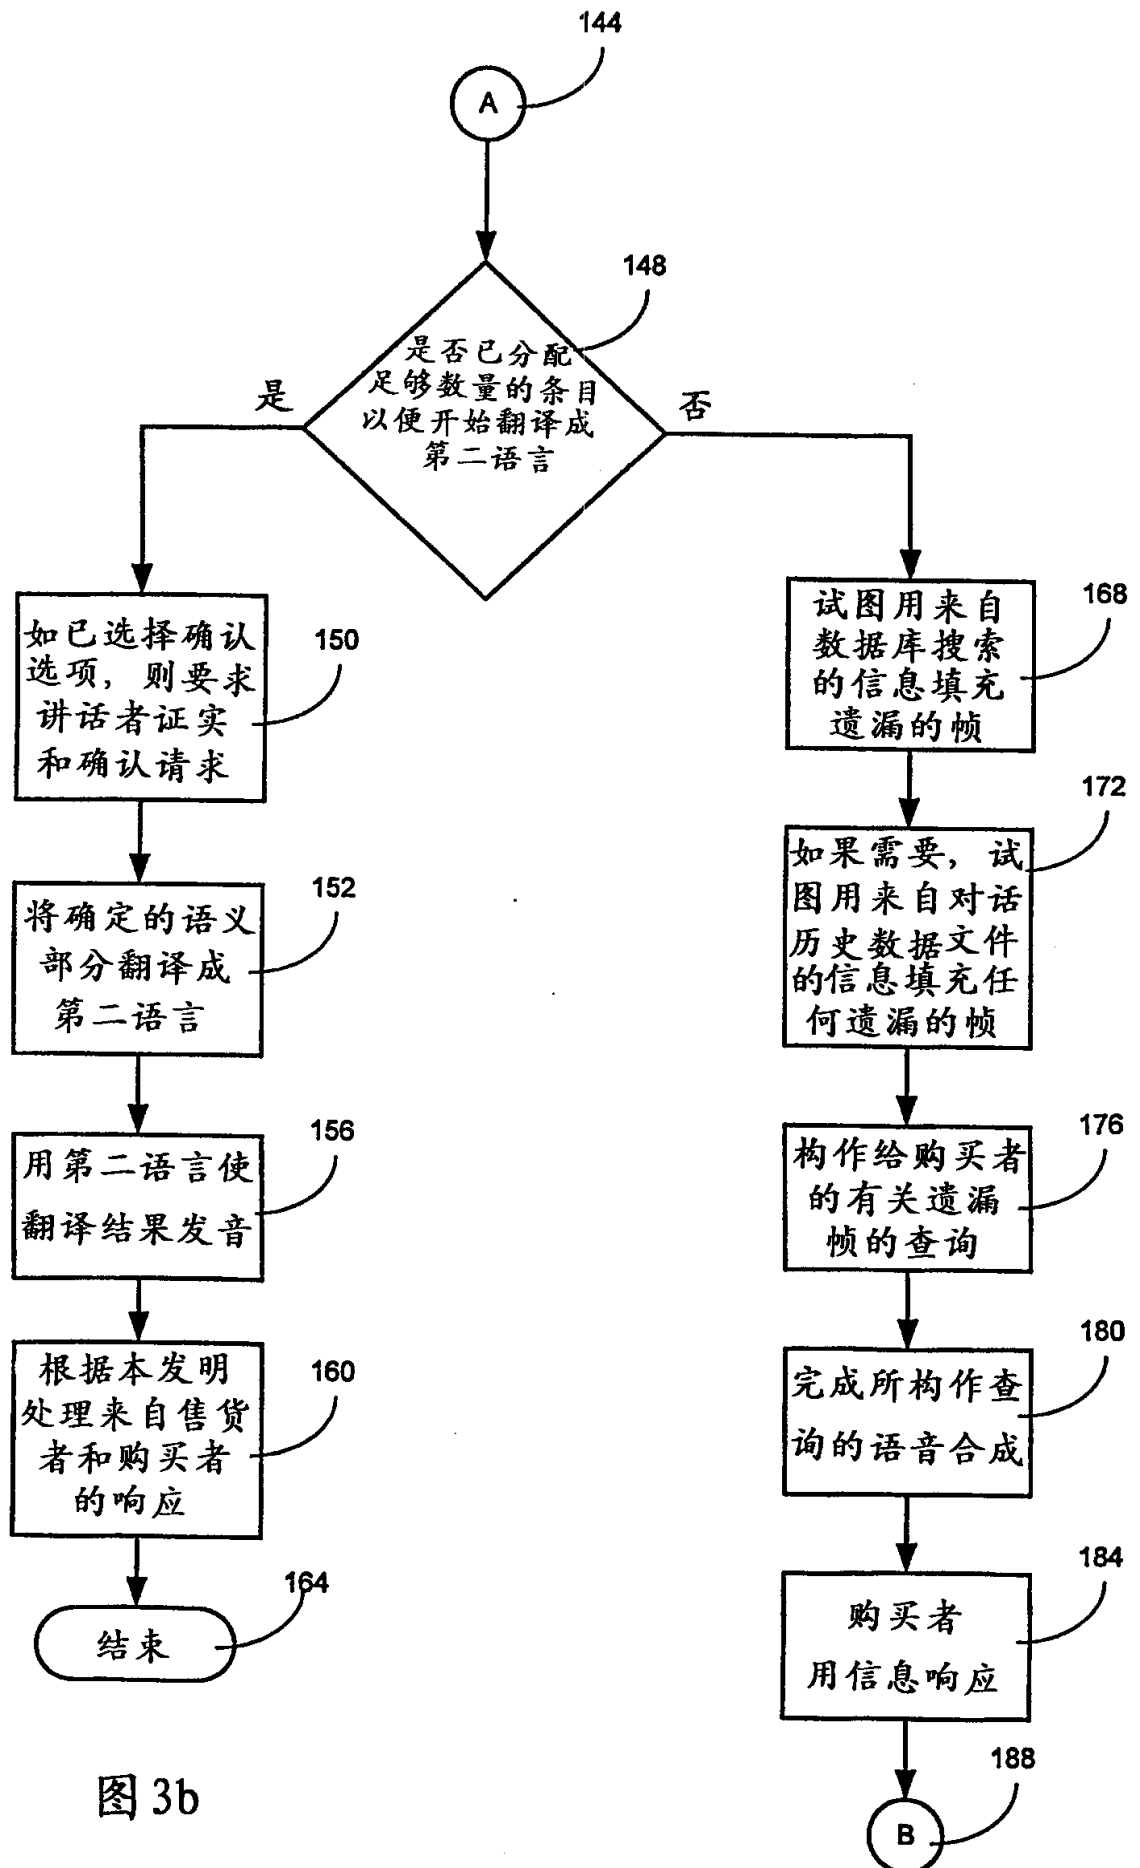 144
A
148
是否已分配
足够数量的条目
以便开始翻译成
第二语言
是
否
如已选择确认
选项，则要求
讲话者证实
和确认请求
150
将确定的语义
部分翻译成
第二语言
152
用第二语言使
翻译结果发音
156
根据本发明
处理来自售货
者和购买者
的响应
160
结束
164
试图用来自
数据库搜索
的信息填充
遗漏的帧
168
如果需要，试
图用来自对话
历史数据文件
的信息填充任
何遗漏的帧
172
构作给购买者
的有关遗漏
帧的查询
176
完成所构作查
询的语音合成
180
购买者
用信息响应
184
B
188
图 3b